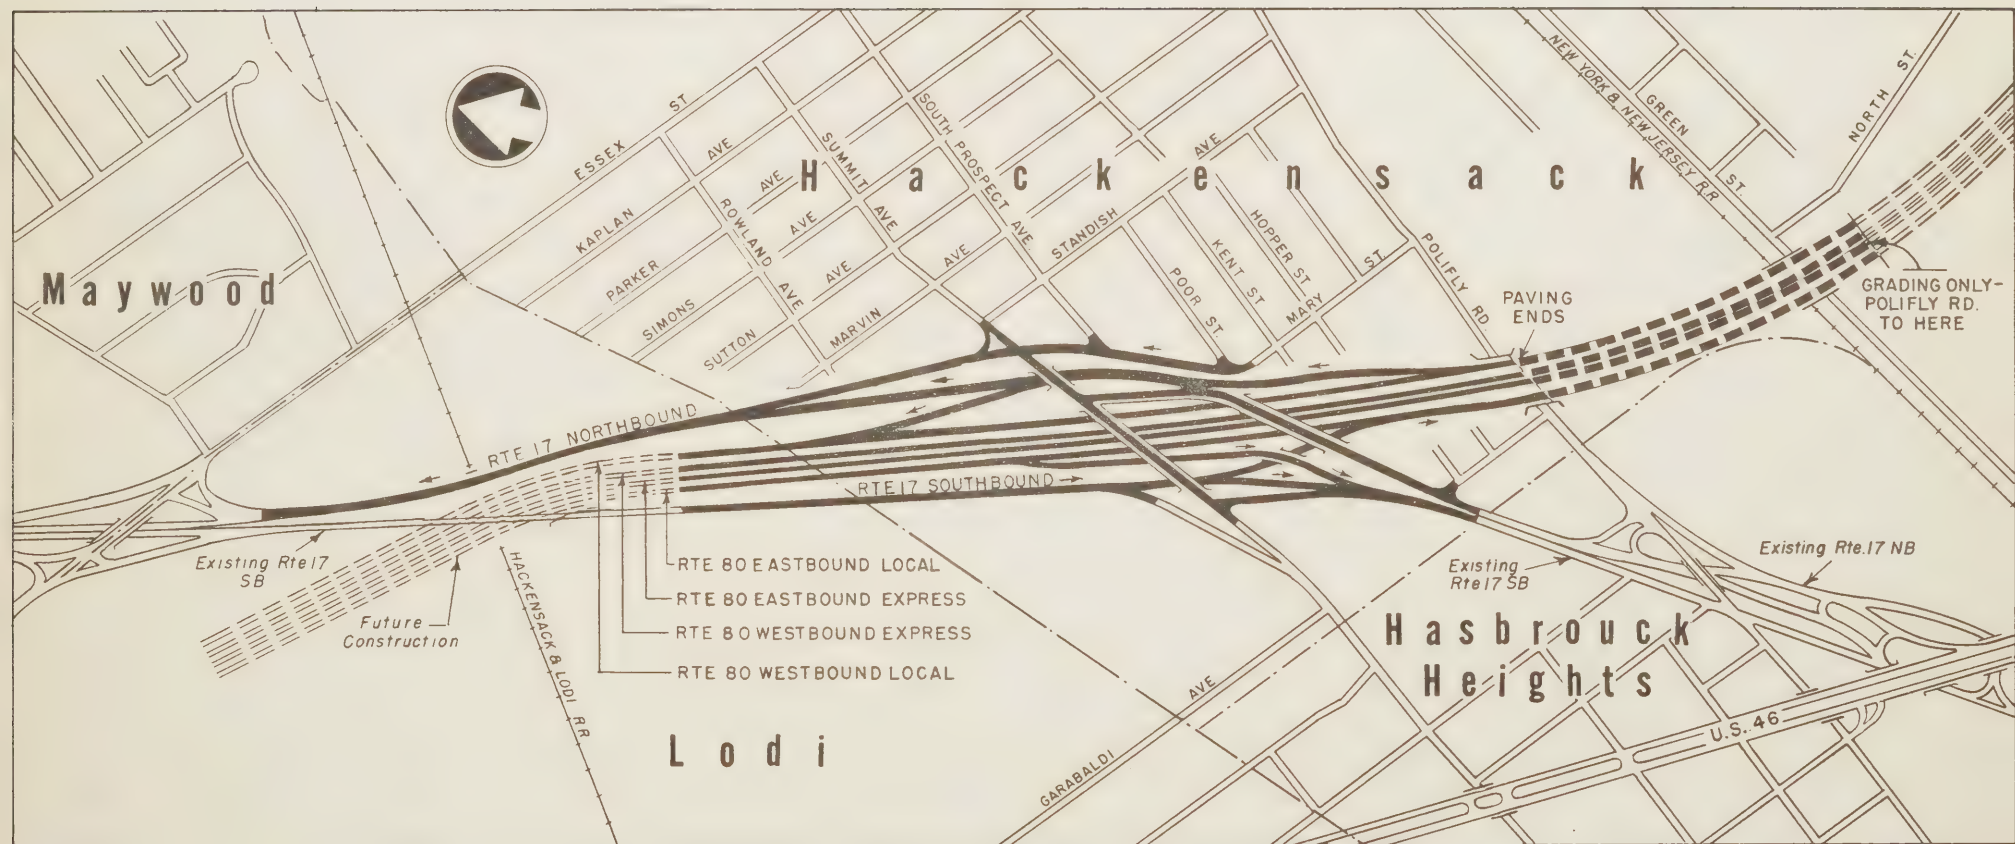 NEW YORK & NEW JERSEY R.R
GREEN
ST.
NORTH ST.
ESSEX ST
KAPLAN AVE
PARKER AVE
SIMONS AVE
SUTTON AVE
MARVIN AVE
ROWLAND AVE
SUMMIT AVE
SOUTH PROSPECT AVE
STANDISH AVE
POOR ST
KENT ST
HOPPER ST
MARY ST.
POLIFLY RD.
Hackensack
Maywood
PAVING
ENDS
GRADING ONLY-
POLIFLY RD.
TO HERE
RTE 17 NORTHBOUND
RTE 17 SOUTHBOUND
Existing Rte 17
SB
Future
Construction
HACKENSACK & LODI RR
RTE 80 EASTBOUND LOCAL
RTE 80 EASTBOUND EXPRESS
RTE 80 WESTBOUND EXPRESS
RTE 80 WESTBOUND LOCAL
Existing
Rte 17 SB
Existing Rte. 17 NB
Hasbrouck
Heights
Lodi
GARABALDI AVE
U.S. 46